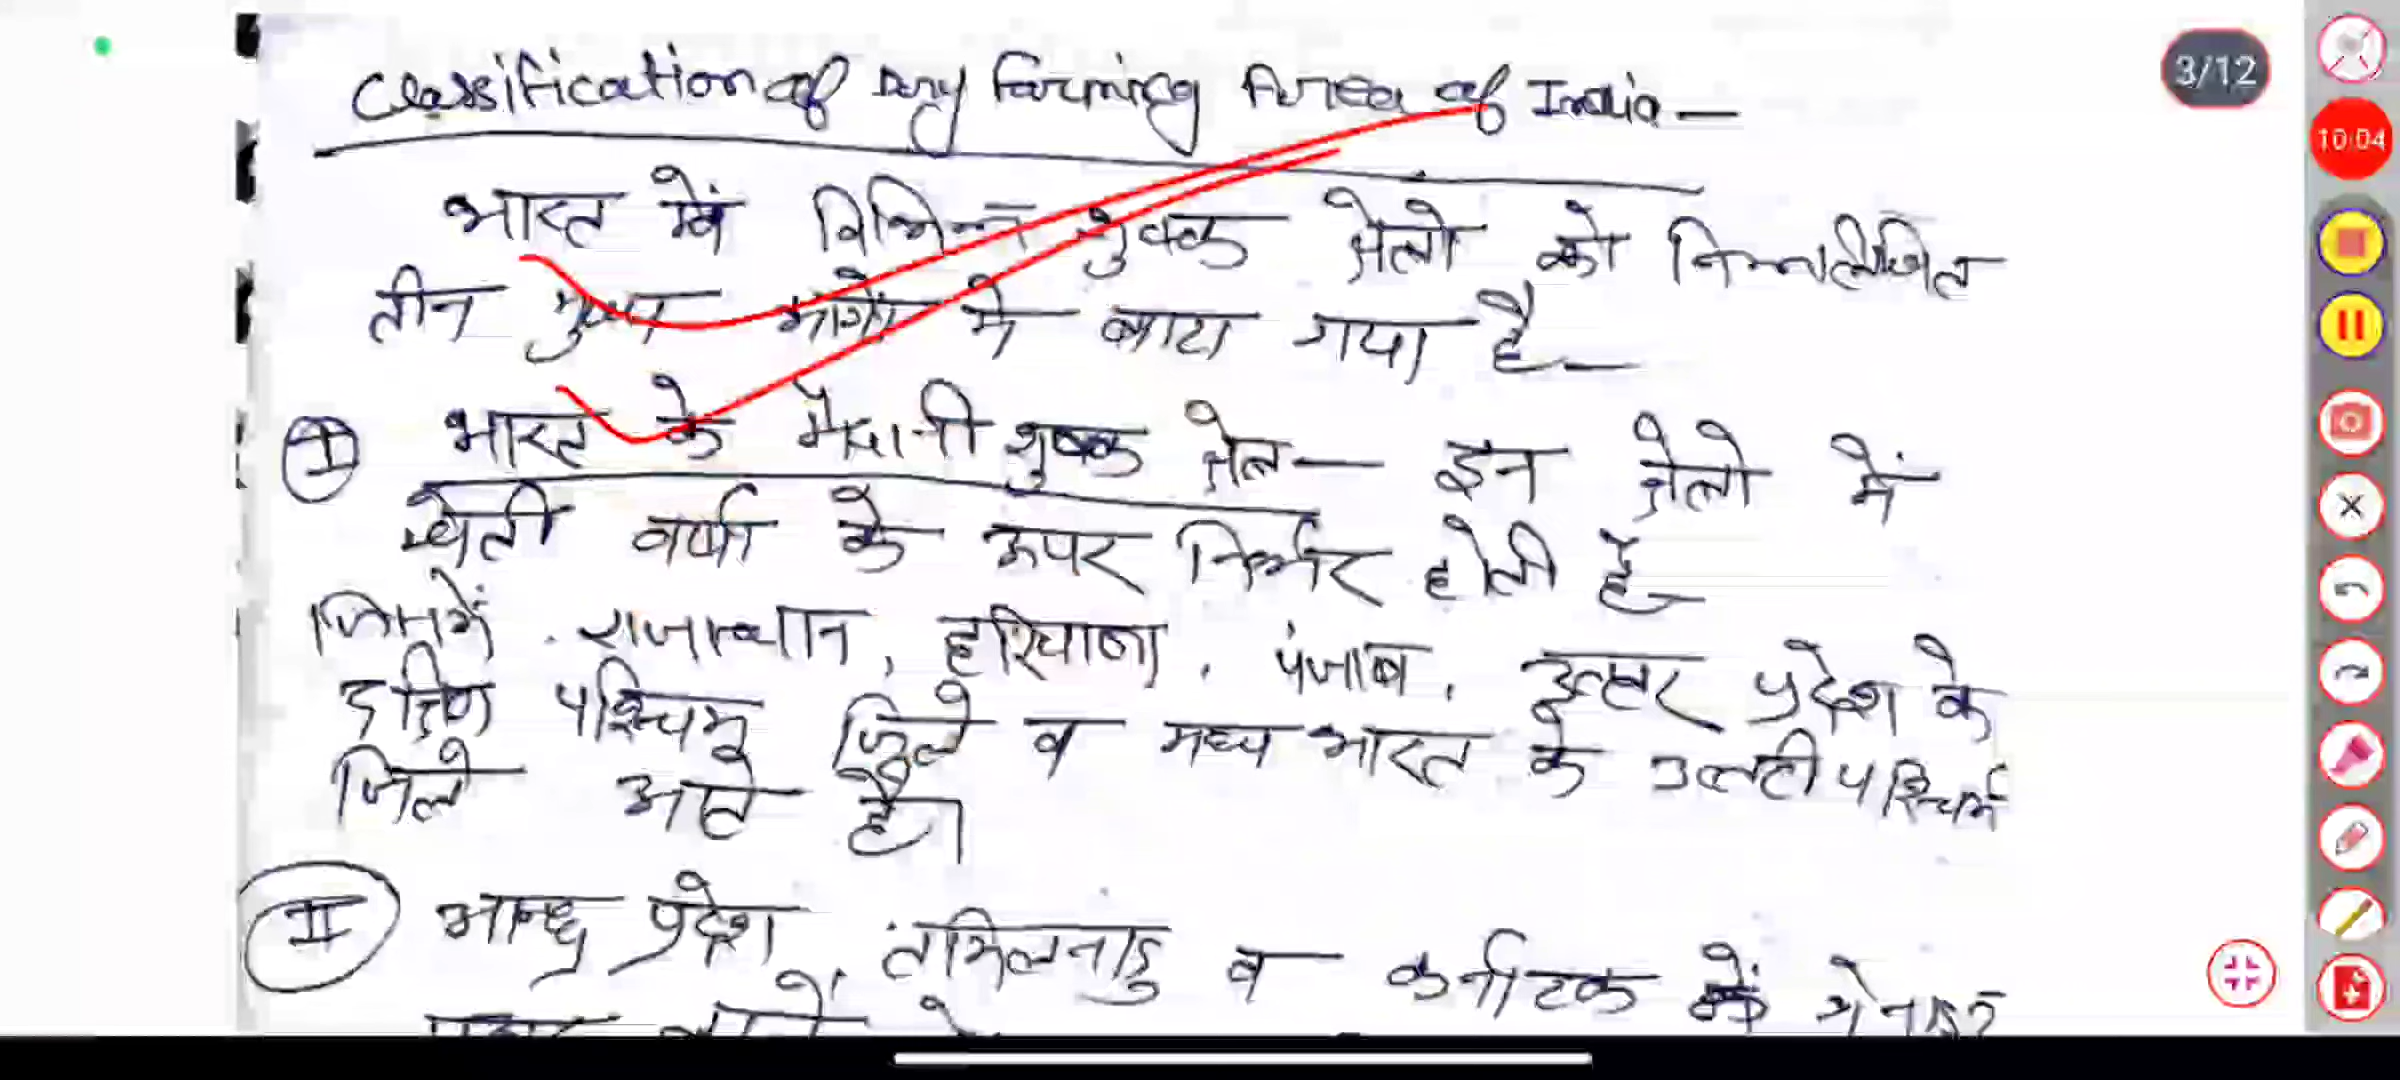 Classification of Dry farming Area of India —
3/12
10:04
भारत में विभिन्न शुष्क क्षेत्रो को निम्नलिखित
तीन मुख्य भागों मे बाटा गया है —
I भारत के मैदानी शुष्क क्षेत्र — इन क्षेत्रो में
खेती वर्षा के ऊपर निर्भर होती है
जिनमें राजास्थान, हरियाणा, पंजाब, उत्तर प्रदेश के
दक्षिण पश्चिम जिले व मध्य भारत के उत्तरी पश्चिम
जिले आते है।
II आन्ध्र प्रदेश तमिलनाडु व कर्नाटक के ग्रेनाइट